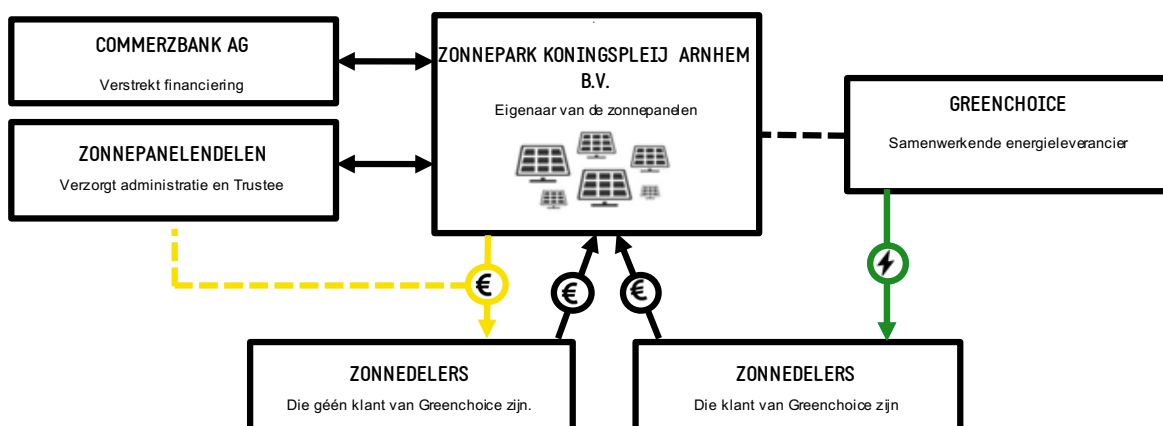 COMMERZBANK AG
Verstrekt financiering
ZONNEPANELENDELEN
Verzorgt administratie en Trustee
ZONNEPARK KONINGSPLEIJ ARNHEM
B.V.
Eigenaar van de zonnepanelen
GREENCHOICE
Samenwerkende energieleverancier
€
€
€
ZONNEDELERS
Die géén klant van Greenchoice zijn.
ZONNEDELERS
Die klant van Greenchoice zijn